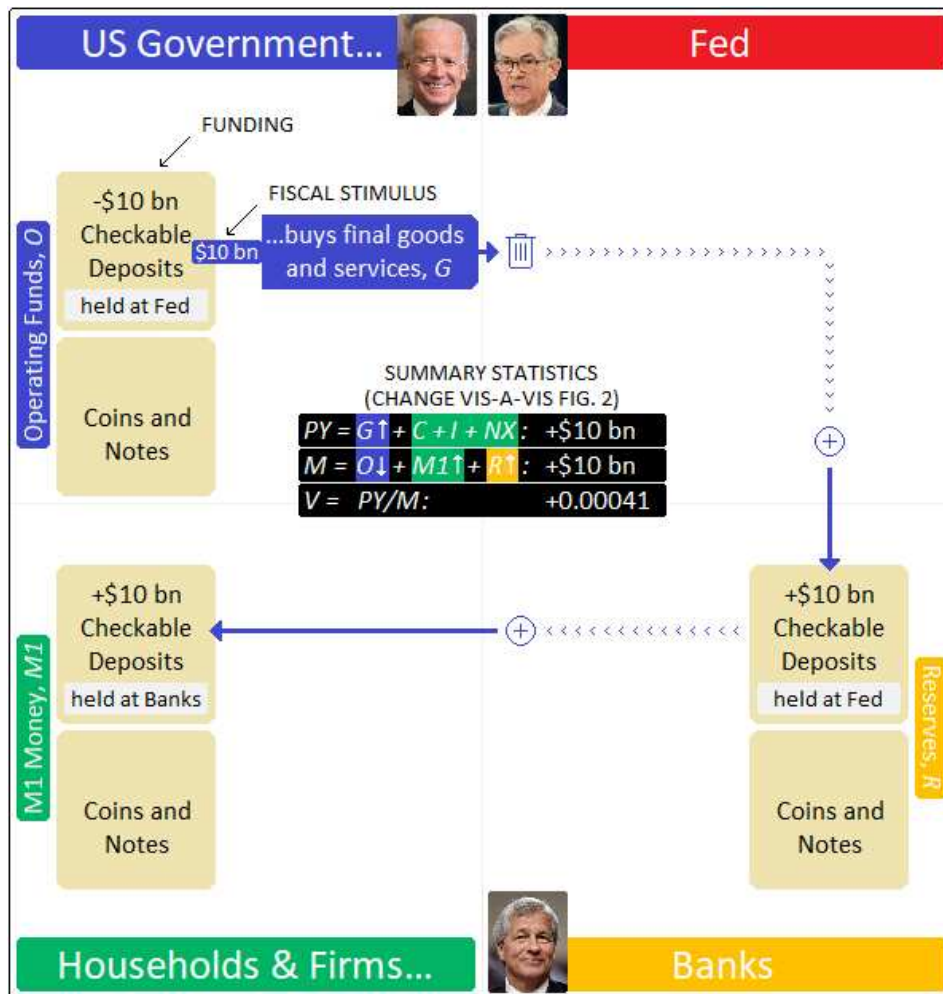 US Government...
Fed
FUNDING
-$10 bn
Checkable
Deposits
held at Fed
Operating Funds, O
FISCAL STIMULUS
$10 bn
...buys final goods
and services, G
Coins and
Notes
SUMMARY STATISTICS
(CHANGE VIS-A-VIS FIG. 2)
PY = G↑ + C + I + NX: +$10 bn
M = O↓ + M1↑ + R↑: +$10 bn
V = PY/M: +0.00041
+$10 bn
Checkable
Deposits
held at Banks
M1 Money, M1
Coins and
Notes
+$10 bn
Checkable
Deposits
held at Fed
Reserves, R
Coins and
Notes
Households & Firms...
Banks